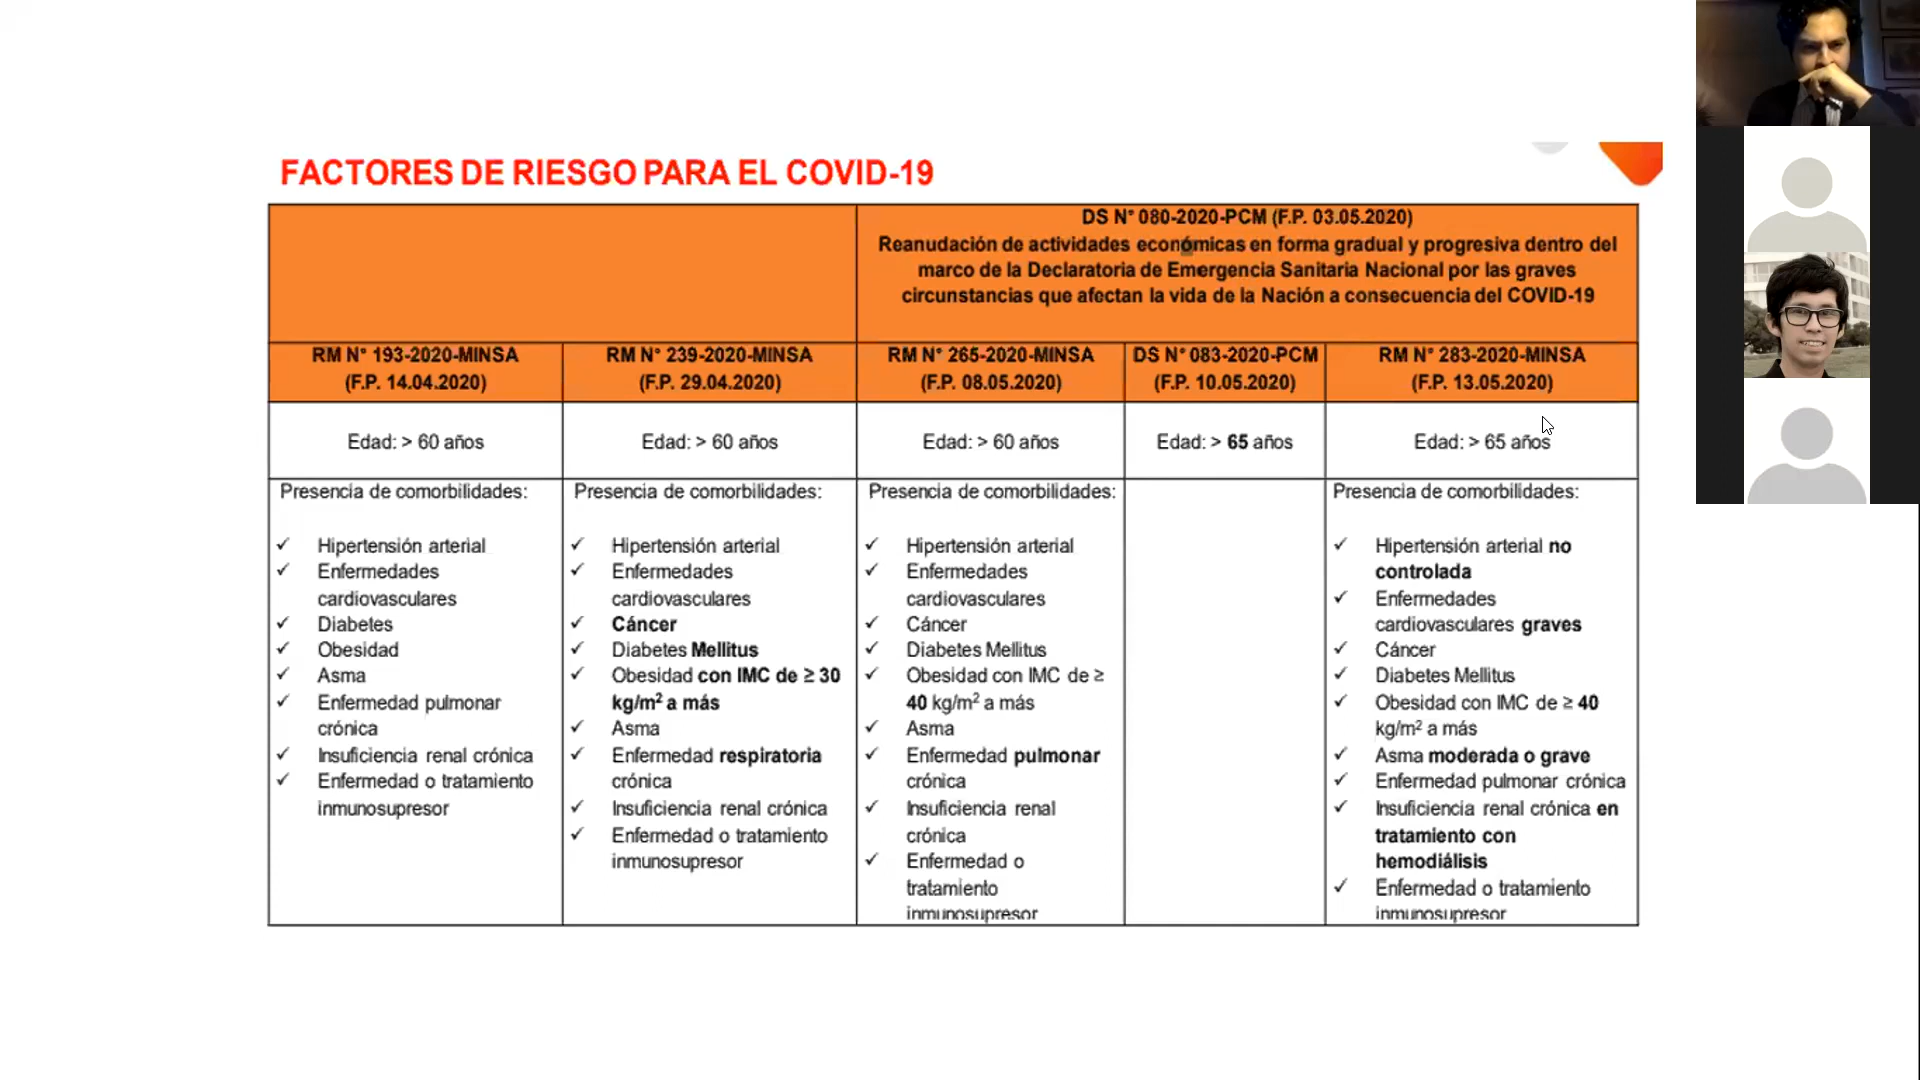 FACTORES DE RIESGO PARA EL COVID-19
DS N° 080-2020-PCM (F.P. 03.05.2020)
Reanudación de actividades económicas en forma gradual y progresiva dentro del
marco de la Declaratoria de Emergencia Sanitaria Nacional por las graves
circunstancias que afectan la vida de la Nación a consecuencia del COVID-19
RM N° 193-2020-MINSA
(F.P. 14.04.2020)
RM N° 239-2020-MINSA
(F.P. 29.04.2020)
RM N° 265-2020-MINSA
(F.P. 08.05.2020)
DS N° 083-2020-PCM
(F.P. 10.05.2020)
RM N° 283-2020-MINSA
(F.P. 13.05.2020)
Edad: > 60 años
Edad: > 60 años
Edad: > 60 años
Edad: > 65 años
Edad: > 65 años
Presencia de comorbilidades:
✓ Hipertensión arterial
✓ Enfermedades
cardiovasculares
✓ Diabetes
✓ Obesidad
✓ Asma
✓ Enfermedad pulmonar
crónica
✓ Insuficiencia renal crónica
✓ Enfermedad o tratamiento
inmunosupresor
Presencia de comorbilidades:
✓ Hipertensión arterial
✓ Enfermedades
cardiovasculares
✓ Cáncer
✓ Diabetes Mellitus
✓ Obesidad con IMC de ≥ 30
kg/m² a más
✓ Asma
✓ Enfermedad respiratoria
crónica
✓ Insuficiencia renal crónica
✓ Enfermedad o tratamiento
inmunosupresor
Presencia de comorbilidades:
✓ Hipertensión arterial
✓ Enfermedades
cardiovasculares
✓ Cáncer
✓ Diabetes Mellitus
✓ Obesidad con IMC de ≥
40 kg/m² a más
✓ Asma
✓ Enfermedad pulmonar
crónica
✓ Insuficiencia renal
crónica
✓ Enfermedad o
tratamiento
inmunosupresor
Presencia de comorbilidades:
✓ Hipertensión arterial no
controlada
✓ Enfermedades
cardiovasculares graves
✓ Cáncer
✓ Diabetes Mellitus
✓ Obesidad con IMC de ≥ 40
kg/m² a más
✓ Asma moderada o grave
✓ Enfermedad pulmonar crónica
✓ Insuficiencia renal crónica en
tratamiento con
hemodiálisis
✓ Enfermedad o tratamiento
inmunosupresor